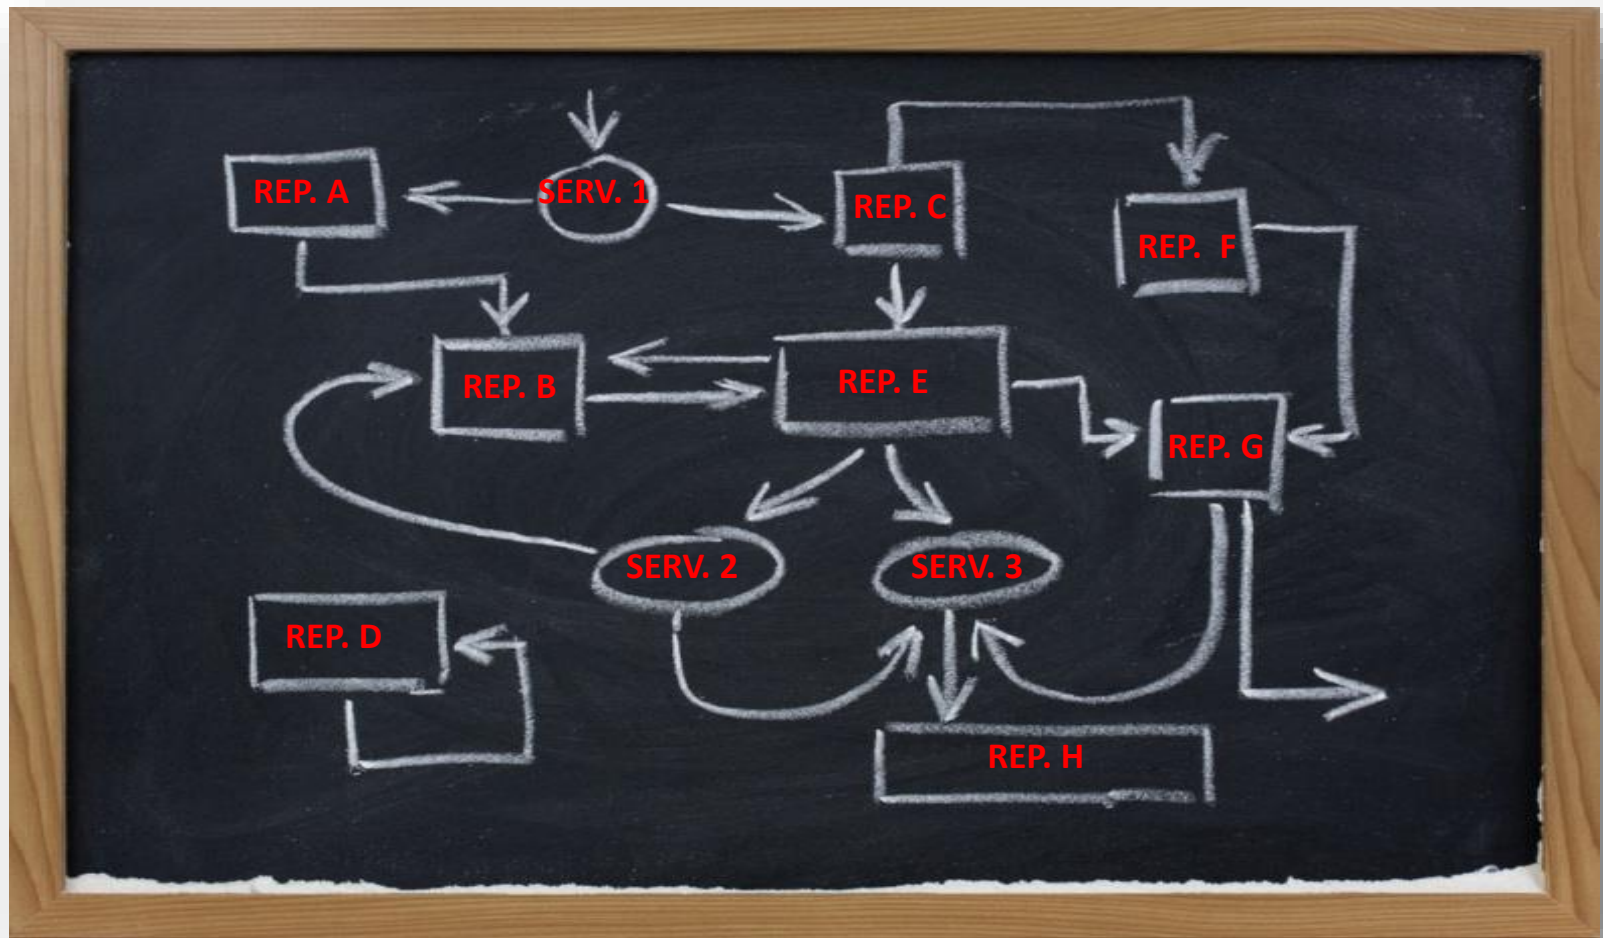 REP. A
SERV. 1
REP. C
REP. F
REP. B
REP. E
REP. G
SERV. 2
SERV. 3
REP. D
REP. H